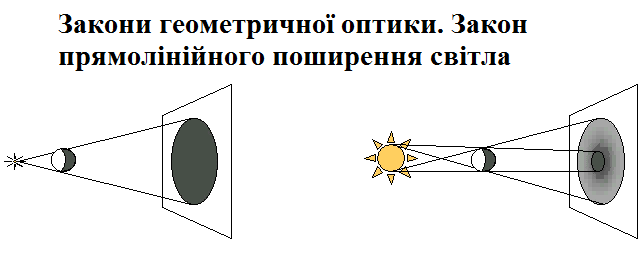 Закони геометричної оптики. Закон
прямолінійного поширення світла